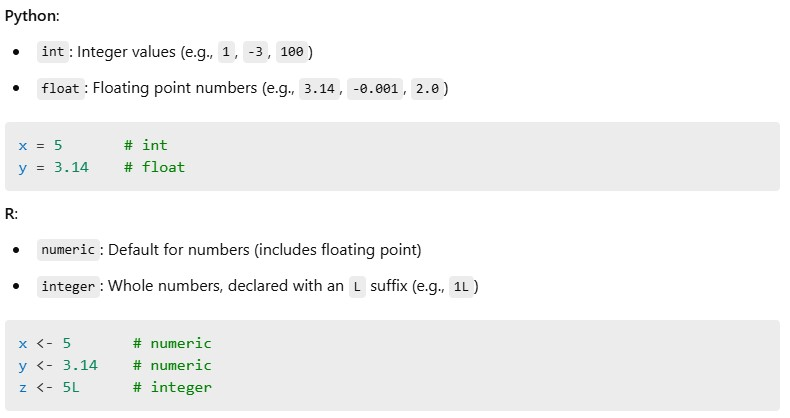 Python:
• int: Integer values (e.g., 1, -3, 100)
• float: Floating point numbers (e.g., 3.14, -0.001, 2.0)
x = 5       # int
y = 3.14    # float
R:
• numeric: Default for numbers (includes floating point)
• integer: Whole numbers, declared with an L suffix (e.g., 1L)
x <- 5      # numeric
y <- 3.14    # numeric
z <- 5L      # integer